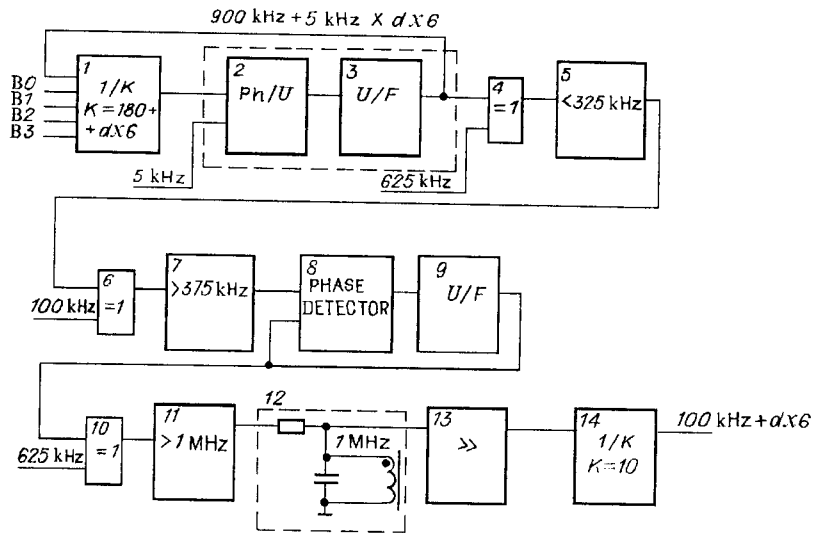 900 kHz + 5 kHz × d×6
1
1/K
K=180+
+d×6
B0
B1
B2
B3
2
Ph/U
3
U/F
4
=1
5
<325 kHz
5 kHz
625 kHz
6
=1
100 kHz
7
>375 kHz
8
PHASE
DETECTOR
9
U/F
10
=1
625 kHz
11
>1 MHz
12
1 MHz
13
>>
14
1/K
K=10
100 kHz+d×6